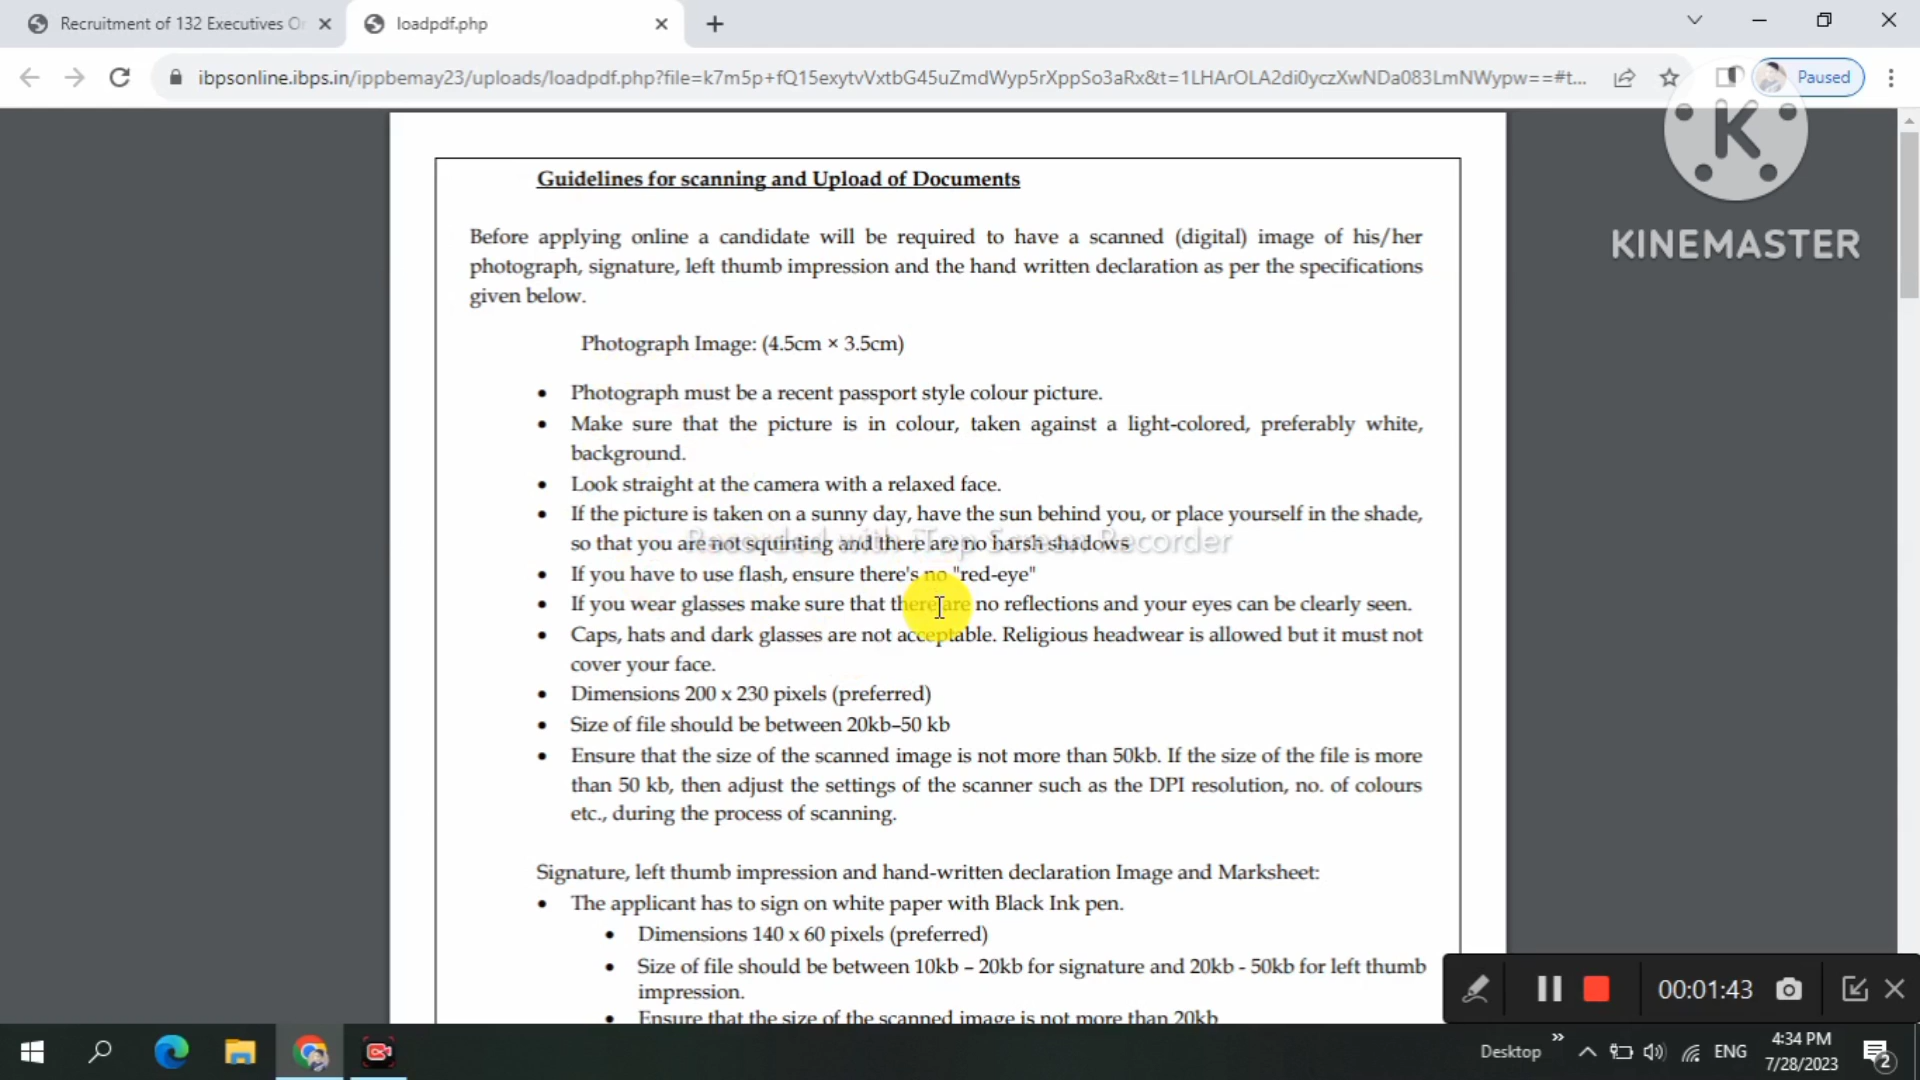 Recruitment of 132 Executives Or
loadpdf.php
ibpsonline.ibps.in/ippbemay23/uploads/loadpdf.php?file=k7m5p+fQ15exytvVxtbG45uZmdWyp5rXppSo3aRx&t=1LHArOLA2di0yczXwNDa083LmNWypw==#t...
Paused
K
KINEMASTER
Guidelines for scanning and Upload of Documents
Before applying online a candidate will be required to have a scanned (digital) image of his/her
photograph, signature, left thumb impression and the hand written declaration as per the specifications
given below.
Photograph Image: (4.5cm × 3.5cm)
• Photograph must be a recent passport style colour picture.
• Make sure that the picture is in colour, taken against a light-colored, preferably white,
background.
• Look straight at the camera with a relaxed face.
• If the picture is taken on a sunny day, have the sun behind you, or place yourself in the shade,
so that you are not squinting and there are no harsh shadows
Recorded with iTop Screen Recorder
• If you have to use flash, ensure there's no "red-eye"
• If you wear glasses make sure that there are no reflections and your eyes can be clearly seen.
• Caps, hats and dark glasses are not acceptable. Religious headwear is allowed but it must not
cover your face.
• Dimensions 200 x 230 pixels (preferred)
• Size of file should be between 20kb–50 kb
• Ensure that the size of the scanned image is not more than 50kb. If the size of the file is more
than 50 kb, then adjust the settings of the scanner such as the DPI resolution, no. of colours
etc., during the process of scanning.
Signature, left thumb impression and hand-written declaration Image and Marksheet:
• The applicant has to sign on white paper with Black Ink pen.
• Dimensions 140 x 60 pixels (preferred)
• Size of file should be between 10kb – 20kb for signature and 20kb - 50kb for left thumb
impression.
• Ensure that the size of the scanned image is not more than 20kb
00:01:43
Desktop
ENG
4:34 PM
7/28/2023
2